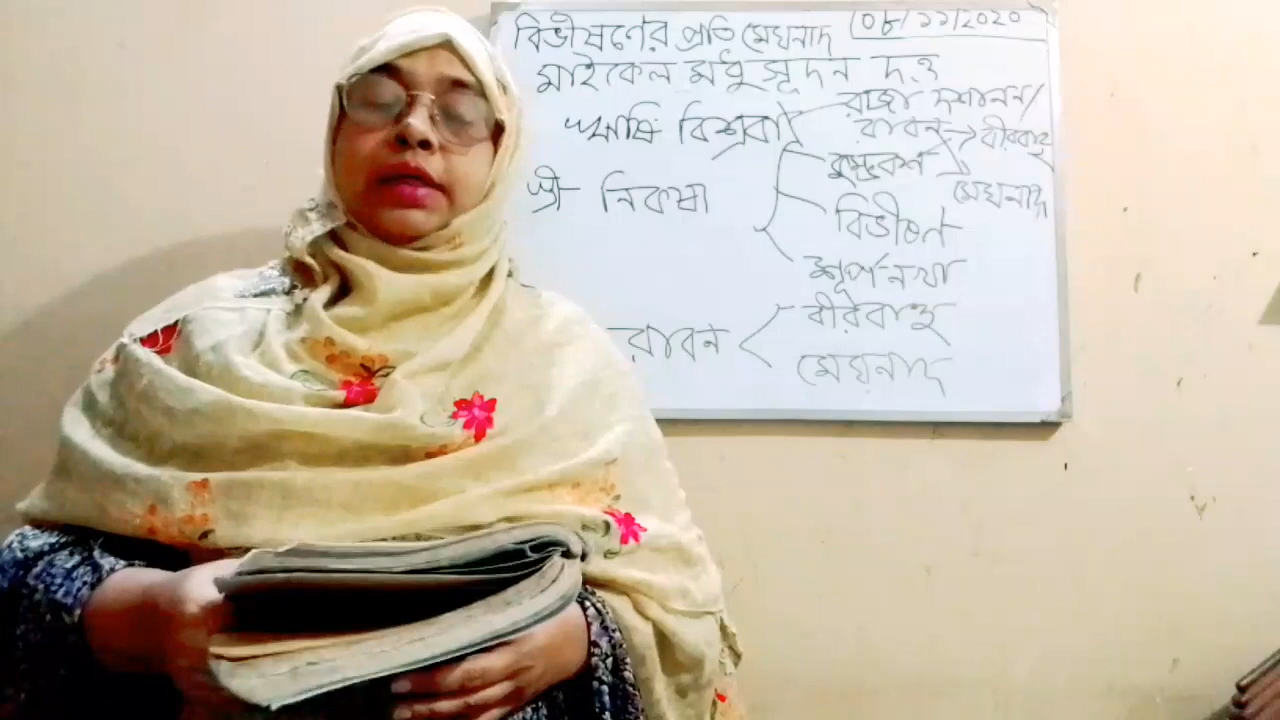 বিভীষণের প্রতি মেঘনাদ
০৮/১১/২০২০
মাইকেল মধুসূদন দত্ত
ঋষি বিশ্রবা
রাজা দশানন/
রাবন → বীরবাহু
কুম্ভকর্ণ
মেঘনাদ
স্ত্রী নিকষা
বিভীষণ
শূর্পনখা
রাবন
বীরবাহু
মেঘনাদ